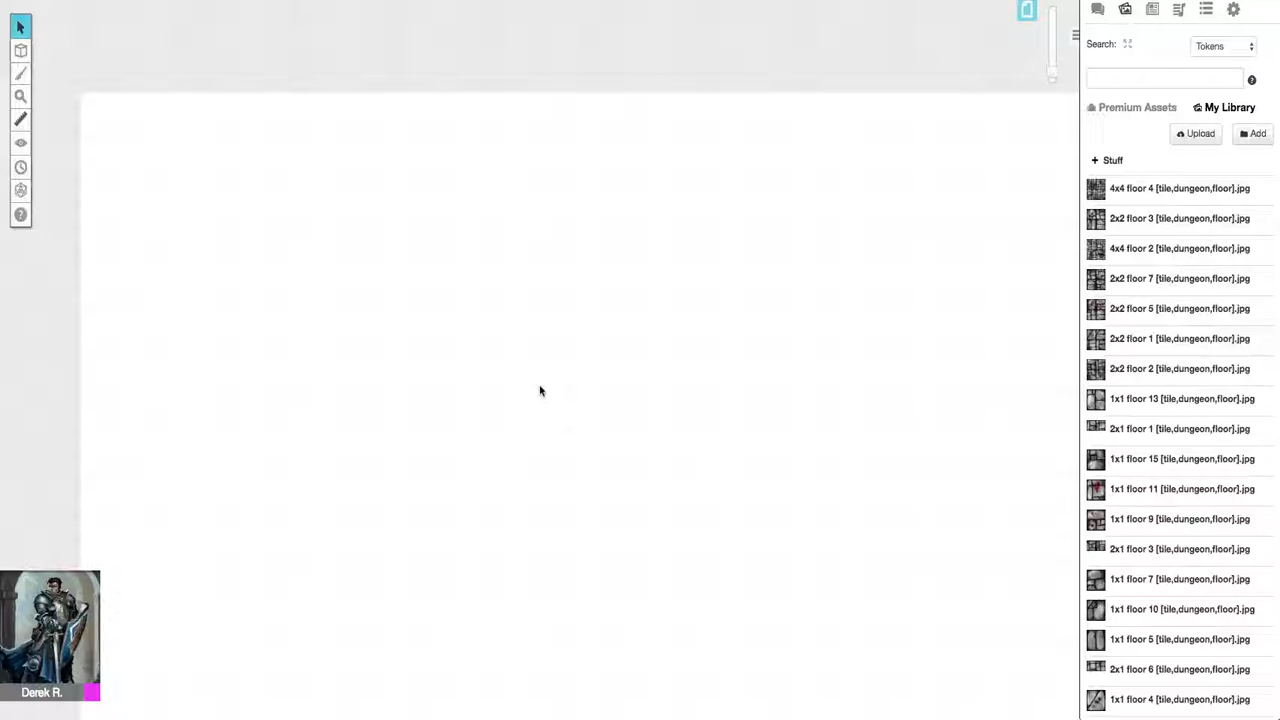 Search:
Tokens
Premium Assets
My Library
Upload
Add
+ Stuff
4x4 floor 4 [tile,dungeon,floor].jpg
2x2 floor 3 [tile,dungeon,floor].jpg
4x4 floor 2 [tile,dungeon,floor].jpg
2x2 floor 7 [tile,dungeon,floor].jpg
2x2 floor 5 [tile,dungeon,floor].jpg
2x2 floor 1 [tile,dungeon,floor].jpg
2x2 floor 2 [tile,dungeon,floor].jpg
1x1 floor 13 [tile,dungeon,floor].jpg
2x1 floor 1 [tile,dungeon,floor].jpg
1x1 floor 15 [tile,dungeon,floor].jpg
1x1 floor 11 [tile,dungeon,floor].jpg
1x1 floor 9 [tile,dungeon,floor].jpg
2x1 floor 3 [tile,dungeon,floor].jpg
1x1 floor 7 [tile,dungeon,floor].jpg
1x1 floor 10 [tile,dungeon,floor].jpg
1x1 floor 5 [tile,dungeon,floor].jpg
2x1 floor 6 [tile,dungeon,floor].jpg
1x1 floor 4 [tile,dungeon,floor].jpg
Derek R.